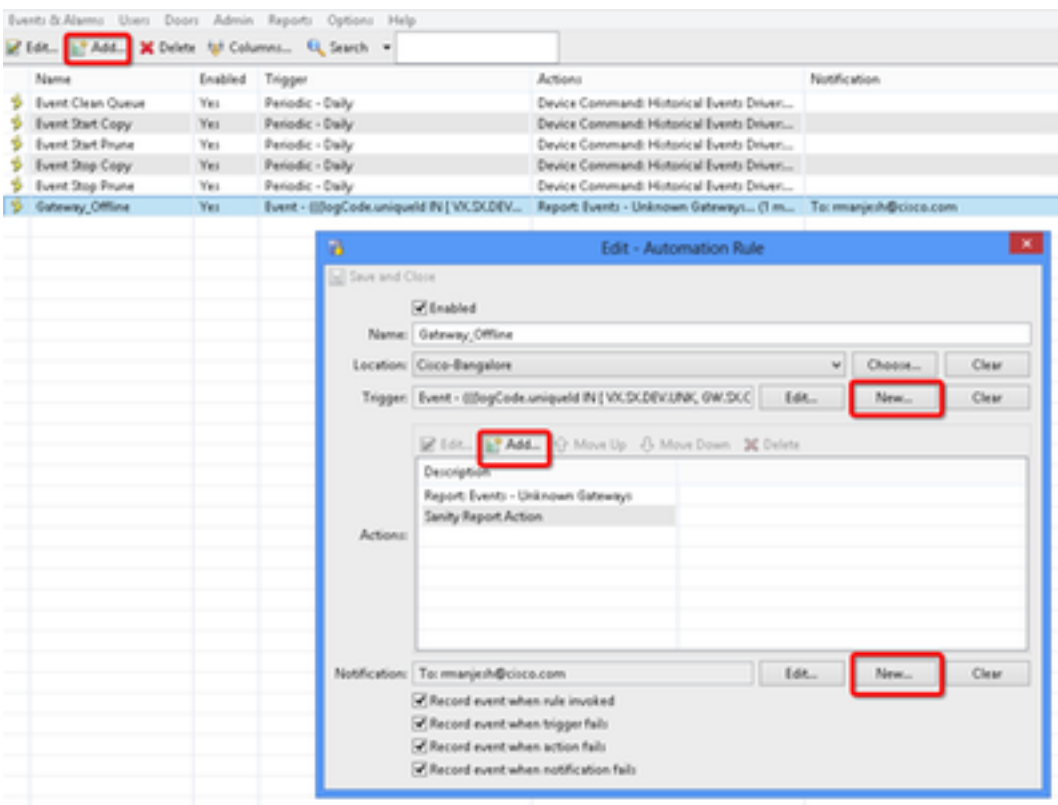 Events & Alarms Users Doors Admin Reports Options Help
Edit... Add... Delete Columns... Search
Name Enabled Trigger Actions Notification
Event Clean Queue Yes Periodic - Daily Device Command: Historical Events Driver:...
Event Start Copy Yes Periodic - Daily Device Command: Historical Events Driver:...
Event Start Prune Yes Periodic - Daily Device Command: Historical Events Driver:...
Event Stop Copy Yes Periodic - Daily Device Command: Historical Events Driver:...
Event Stop Prune Yes Periodic - Daily Device Command: Historical Events Driver:...
Gateway_Offline Yes Event - (((logCode.uniqueId IN [ VX.SX.DEV... Report: Events - Unknown Gateways... (1 m... To: rmanjesh@cisco.com
Edit - Automation Rule
Save and Close
Enabled
Name: Gateway_Offline
Location: Cisco-Bangalore Choose... Clear
Trigger: Event - (((logCode.uniqueId IN [ VX.SX.DEV.UNK, GW.SX.C Edit... New... Clear
Edit... Add... Move Up Move Down Delete
Description
Report: Events - Unknown Gateways
Sanity Report Action
Actions:
Notification: To: rmanjesh@cisco.com Edit... New... Clear
Record event when rule invoked
Record event when trigger fails
Record event when action fails
Record event when notification fails